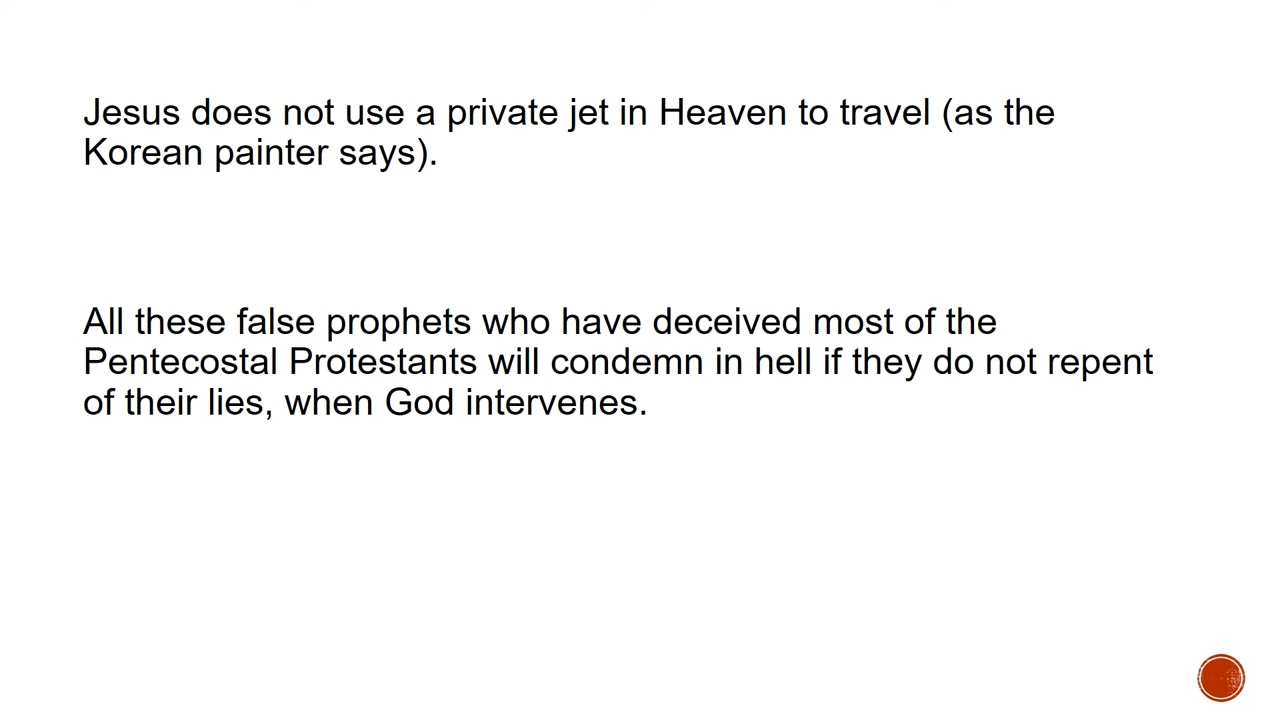 Jesus does not use a private jet in Heaven to travel (as the
Korean painter says).
All these false prophets who have deceived most of the
Pentecostal Protestants will condemn in hell if they do not repent
of their lies, when God intervenes.